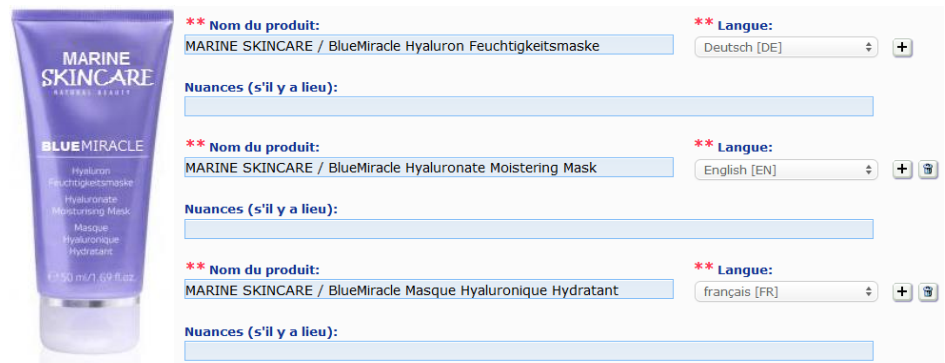 MARINE
SKINCARE
NATURAL BEAUTY
BLUEMIRACLE
Hyaluron
Feuchtigkeitsmaske
Hyaluronate
Moisturising Mask
Masque
Hyaluronique
Hydratant
50 ml/1.69 fl.oz.
** Nom du produit:
** Langue:
MARINE SKINCARE / BlueMiracle Hyaluron Feuchtigkeitsmaske
Deutsch [DE]
Nuances (s'il y a lieu):
** Nom du produit:
** Langue:
MARINE SKINCARE / BlueMiracle Hyaluronate Moistering Mask
English [EN]
Nuances (s'il y a lieu):
** Nom du produit:
** Langue:
MARINE SKINCARE / BlueMiracle Masque Hyaluronique Hydratant
français [FR]
Nuances (s'il y a lieu):